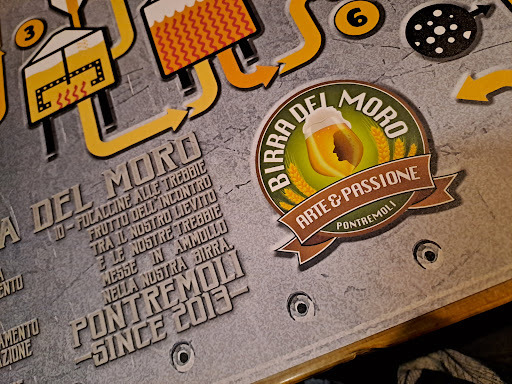 3
6
BIRRA DEL MORO
ARTE & PASSIONE
PONTREMOLI
A DEL MORO
10 - FOCACCINE ALLE TREBBIE
FRUTTO DELL'INCONTRO
TRA IL NOSTRO LIEVITO
E LE NOSTRE TREBBIE
MESSE IN AMMOLLO
NELLA NOSTRA BIRRA.
PONTREMOLI
SINCE 2013